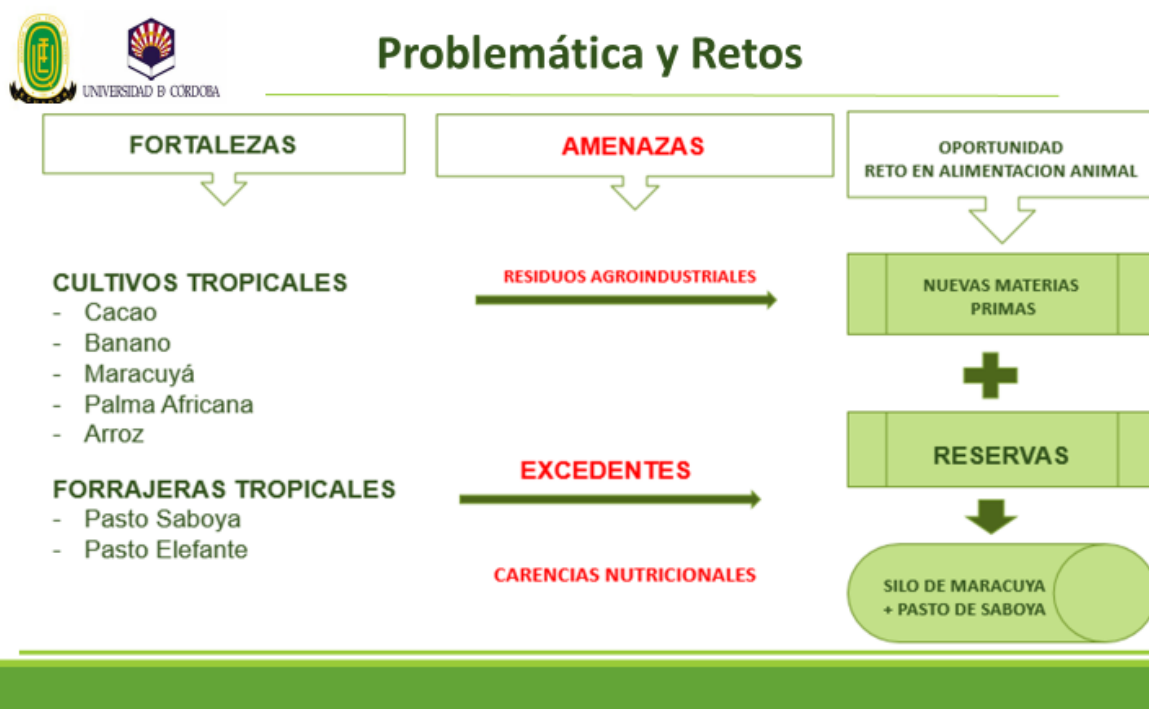 UNIVERSIDAD D CÓRDOBA
Problemática y Retos
FORTALEZAS
AMENAZAS
OPORTUNIDAD
RETO EN ALIMENTACION ANIMAL
CULTIVOS TROPICALES
- Cacao
- Banano
- Maracuyá
- Palma Africana
- Arroz
FORRAJERAS TROPICALES
- Pasto Saboya
- Pasto Elefante
RESIDUOS AGROINDUSTRIALES
EXCEDENTES
CARENCIAS NUTRICIONALES
NUEVAS MATERIAS
PRIMAS
RESERVAS
SILO DE MARACUYA
+ PASTO DE SABOYA